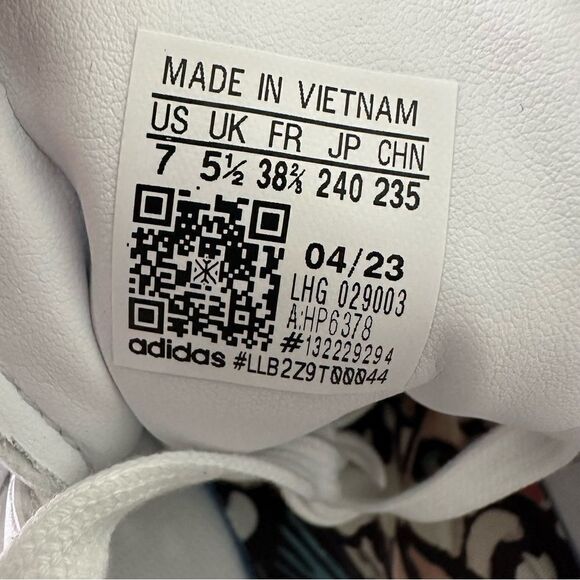 MADE IN VIETNAM
US UK FR JP CHN
7 5½ 38⅔ 240 235
04/23
LHG 029003
A:HP6378
#132229294
adidas #LLB2Z9T00044